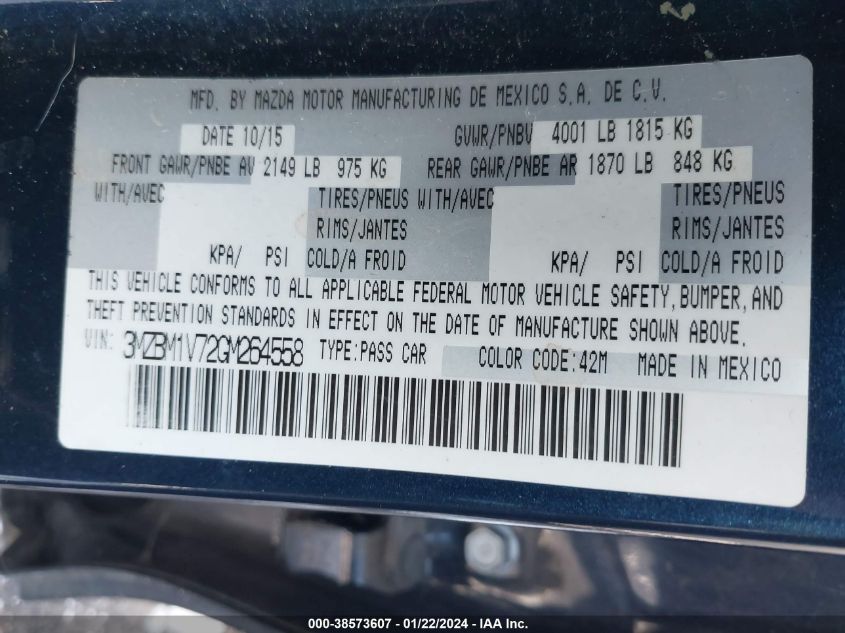 MFD. BY MAZDA MOTOR MANUFACTURING DE MEXICO S.A. DE C.V.
DATE 10/15 GVWR/PNBV 4001 LB 1815 KG
FRONT GAWR/PNBE AV 2149 LB 975 KG REAR GAWR/PNBE AR 1870 LB 848 KG
WITH/AVEC TIRES/PNEUS WITH/AVEC TIRES/PNEUS
RIMS/JANTES RIMS/JANTES
KPA/ PSI COLD/A FROID KPA/ PSI COLD/A FROID
THIS VEHICLE CONFORMS TO ALL APPLICABLE FEDERAL MOTOR VEHICLE SAFETY, BUMPER, AND
THEFT PREVENTION STANDARDS IN EFFECT ON THE DATE OF MANUFACTURE SHOWN ABOVE.
VIN: 3MZBM1V72GM264558 TYPE:PASS CAR COLOR CODE:42M MADE IN MEXICO
000-38573607 - 01/22/2024 - IAA Inc.